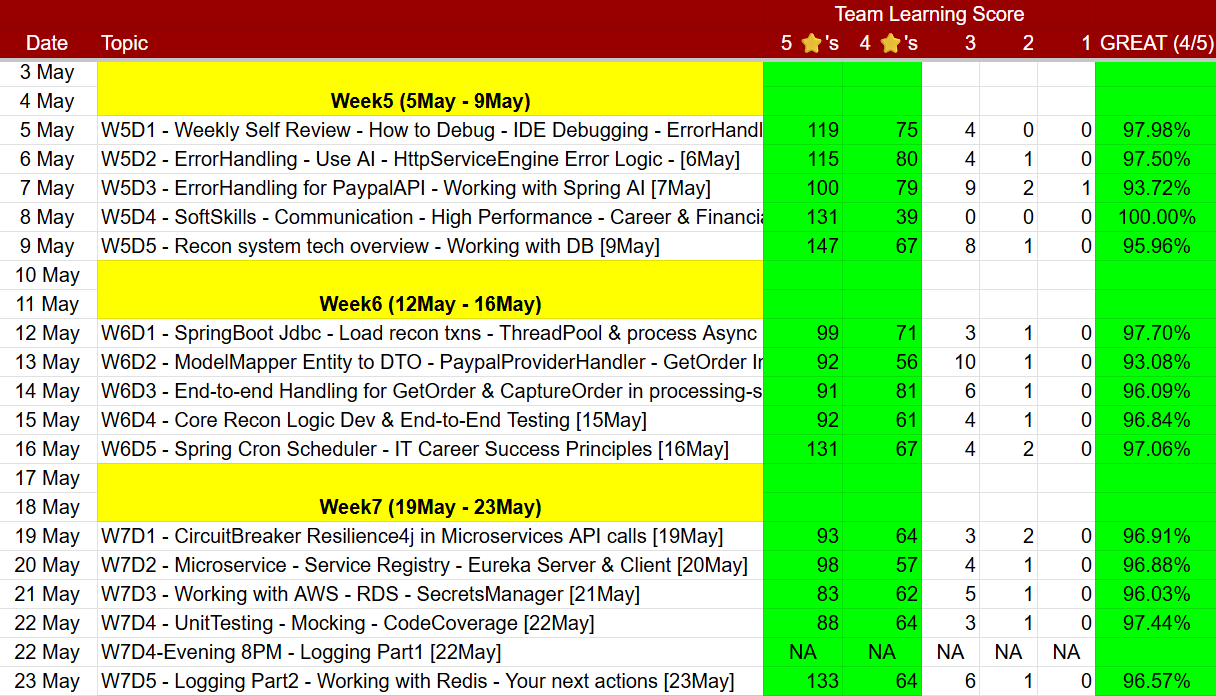 Team Learning Score
Date Topic 5 ⭐'s 4 ⭐'s 3 2 1 GREAT (4/5)
3 May
4 May Week5 (5May - 9May)
5 May W5D1 - Weekly Self Review - How to Debug - IDE Debugging - ErrorHandl 119 75 4 0 0 97.98%
6 May W5D2 - ErrorHandling - Use AI - HttpServiceEngine Error Logic - [6May] 115 80 4 1 0 97.50%
7 May W5D3 - ErrorHandling for PaypalAPI - Working with Spring AI [7May] 100 79 9 2 1 93.72%
8 May W5D4 - SoftSkills - Communication - High Performance - Career & Financia 131 39 0 0 0 100.00%
9 May W5D5 - Recon system tech overview - Working with DB [9May] 147 67 8 1 0 95.96%
10 May
11 May Week6 (12May - 16May)
12 May W6D1 - SpringBoot Jdbc - Load recon txns - ThreadPool & process Async 99 71 3 1 0 97.70%
13 May W6D2 - ModelMapper Entity to DTO - PaypalProviderHandler - GetOrder In 92 56 10 1 0 93.08%
14 May W6D3 - End-to-end Handling for GetOrder & CaptureOrder in processing-s 91 81 6 1 0 96.09%
15 May W6D4 - Core Recon Logic Dev & End-to-End Testing [15May] 92 61 4 1 0 96.84%
16 May W6D5 - Spring Cron Scheduler - IT Career Success Principles [16May] 131 67 4 2 0 97.06%
17 May
18 May Week7 (19May - 23May)
19 May W7D1 - CircuitBreaker Resilience4j in Microservices API calls [19May] 93 64 3 2 0 96.91%
20 May W7D2 - Microservice - Service Registry - Eureka Server & Client [20May] 98 57 4 1 0 96.88%
21 May W7D3 - Working with AWS - RDS - SecretsManager [21May] 83 62 5 1 0 96.03%
22 May W7D4 - UnitTesting - Mocking - CodeCoverage [22May] 88 64 3 1 0 97.44%
22 May W7D4-Evening 8PM - Logging Part1 [22May] NA NA NA NA NA
23 May W7D5 - Logging Part2 - Working with Redis - Your next actions [23May] 133 64 6 1 0 96.57%